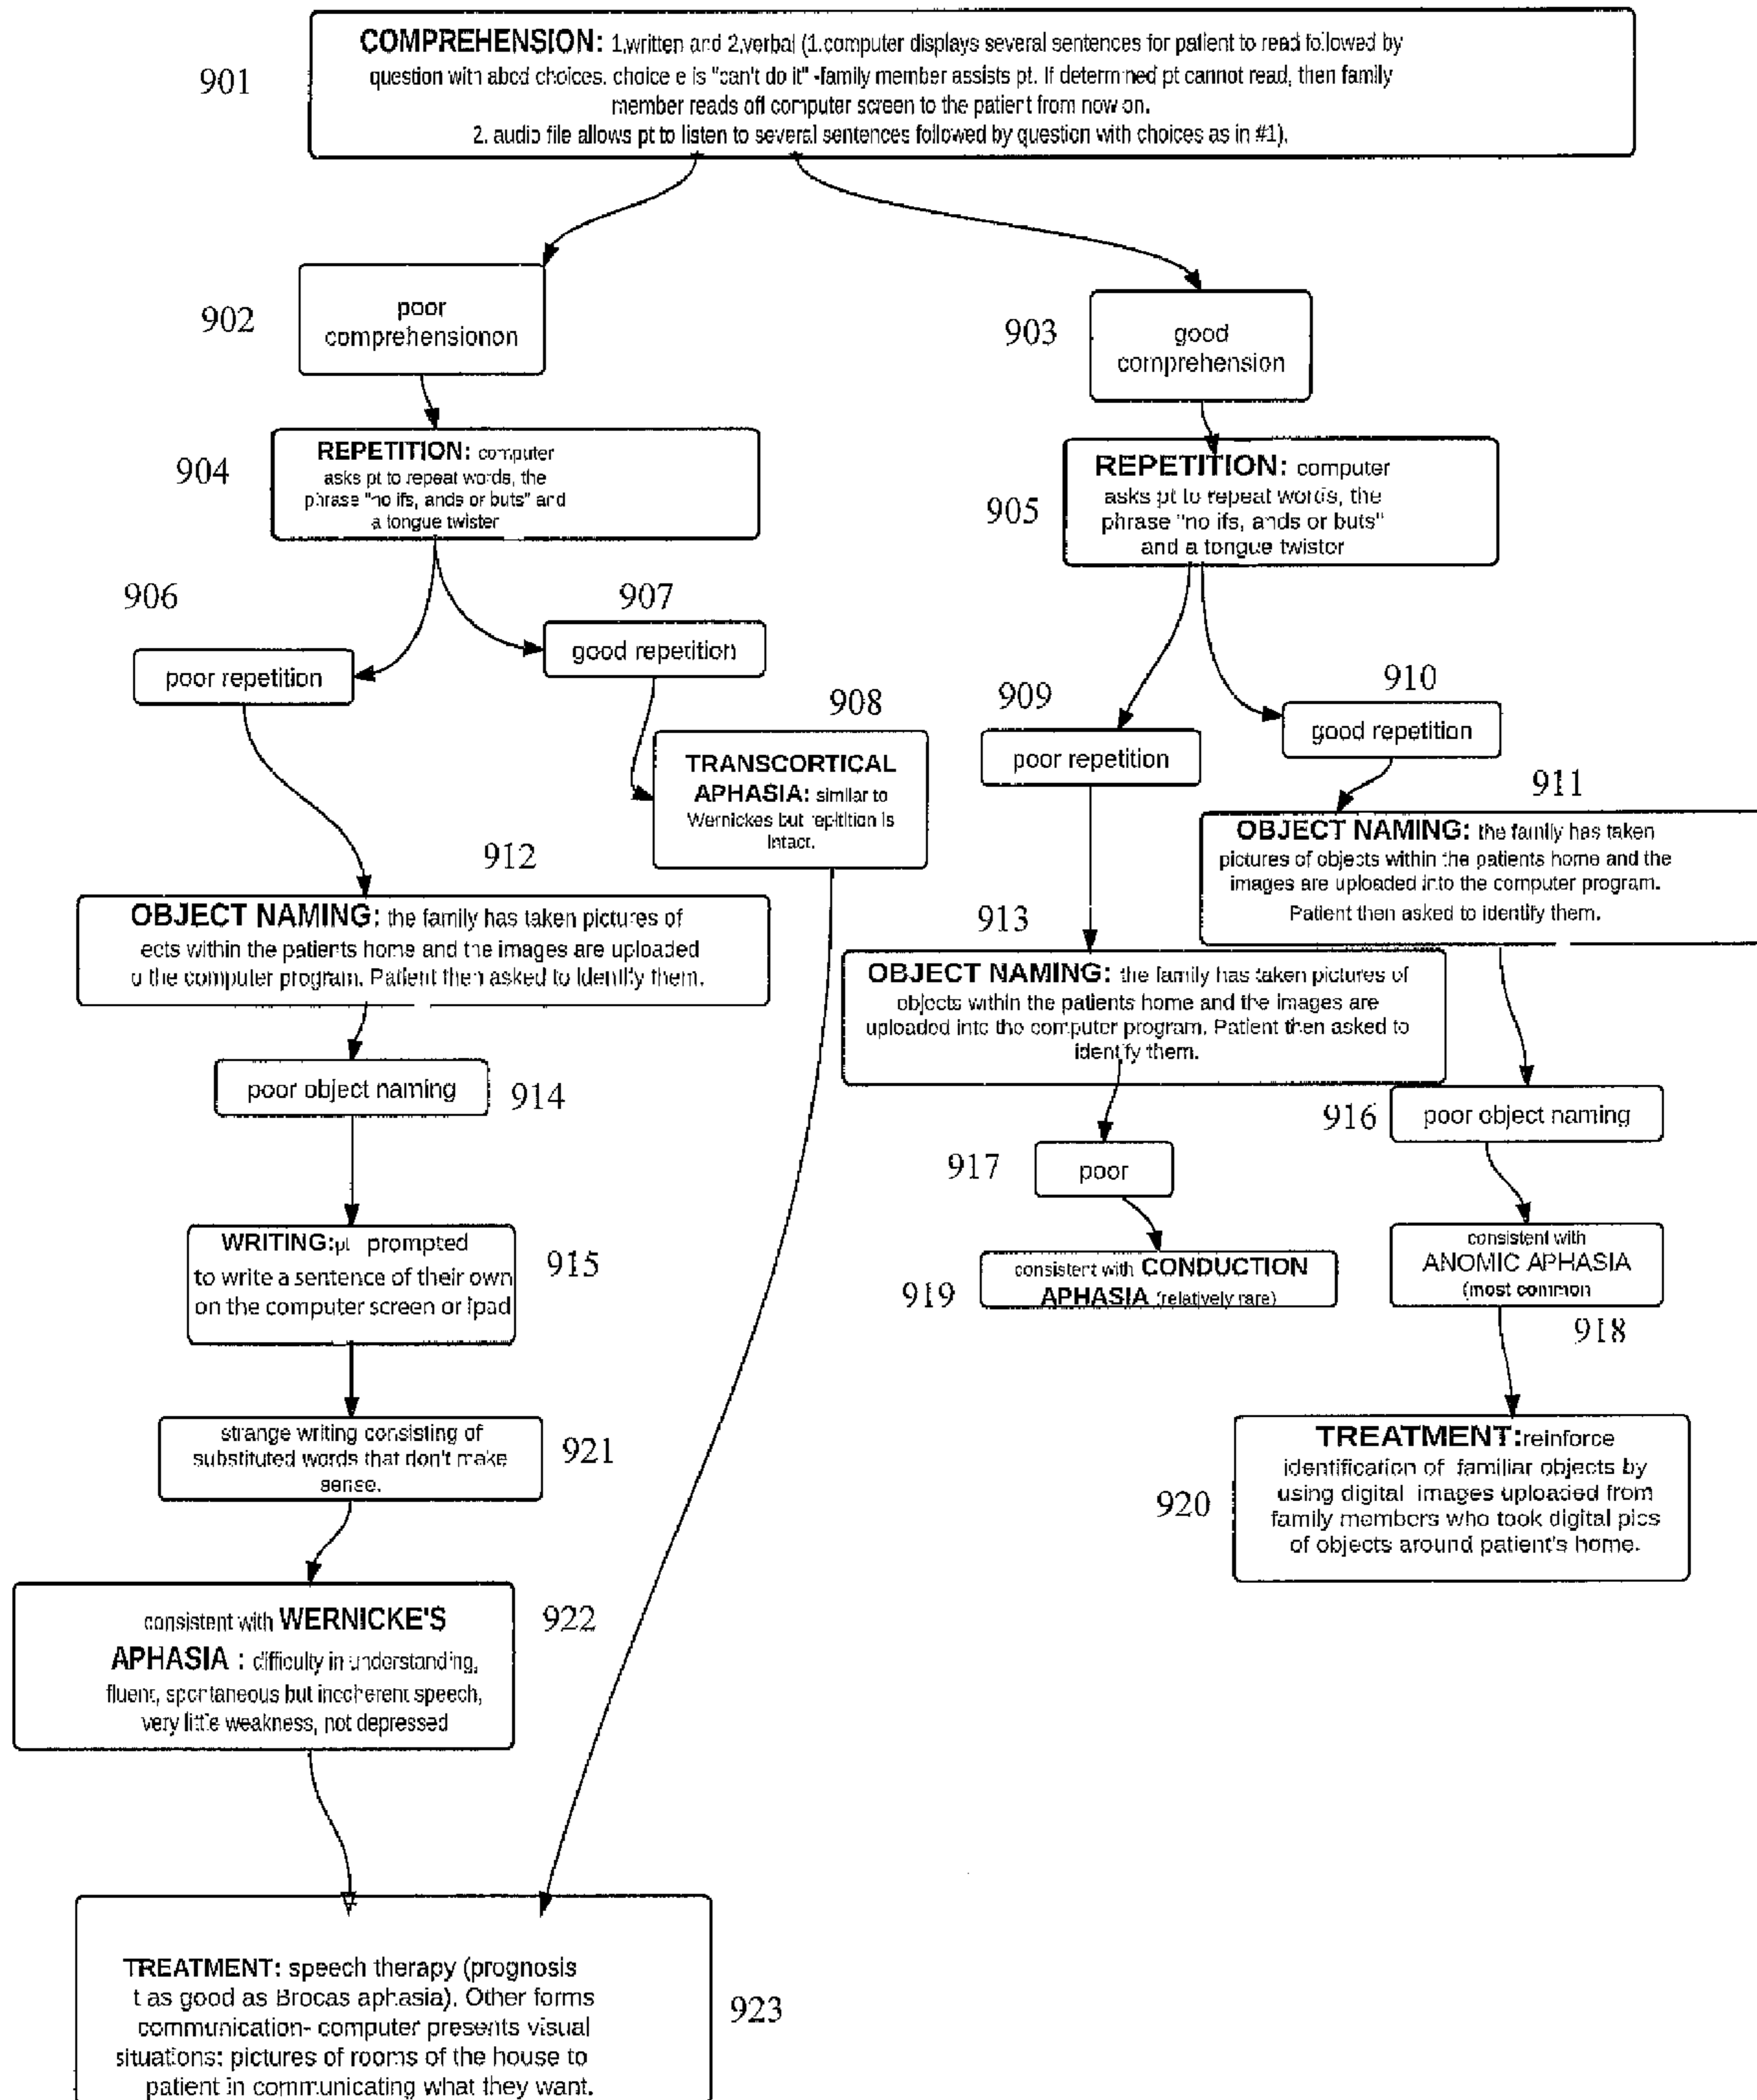 901
COMPREHENSION: 1.written and 2.verbal (1.computer displays several sentences for patient to read followed by
question with abcd choices. choice e is "can't do it" -family member assists pt. If determined pt cannot read, then family
member reads off computer screen to the patient from now on.
2. audio file allows pt to listen to several sentences followed by question with choices as in #1).
902
poor
comprehensionon
903
good
comprehension
904
REPETITION: computer
asks pt to repeat words, the
phrase "no ifs, ands or buts" and
a tongue twister
905
REPETITION: computer
asks pt to repeat words, the
phrase "no ifs, ands or buts"
and a tongue twister
906
poor repetition
907
good repetition
908
TRANSCORTICAL
APHASIA: similar to
Wernickes but repitition is
intact.
909
poor repetition
910
good repetition
911
OBJECT NAMING: the family has taken
pictures of objects within the patients home and the
images are uploaded into the computer program.
Patient then asked to identify them.
912
OBJECT NAMING: the family has taken pictures of
ects within the patients home and the images are uploaded
o the computer program. Patient then asked to identify them.
913
OBJECT NAMING: the family has taken pictures of
objects within the patients home and the images are
uploaded into the computer program. Patient then asked to
identify them.
poor object naming
914
916
poor object naming
917
poor
WRITING:pt prompted
to write a sentence of their own
on the computer screen or ipad
915
919
consistent with CONDUCTION
APHASIA (relatively rare)
consistent with
ANOMIC APHASIA
(most common
918
strange writing consisting of
substituted words that don't make
sense.
921
920
TREATMENT:reinforce
identification of familiar objects by
using digital images uploaded from
family members who took digital pics
of objects around patient's home.
consistent with WERNICKE'S
APHASIA : difficulty in understanding,
fluent, spontaneous but incoherent speech,
very little weakness, not depressed
922
TREATMENT: speech therapy (prognosis
t as good as Brocas aphasia). Other forms
communication- computer presents visual
situations: pictures of rooms of the house to
patient in communicating what they want.
923